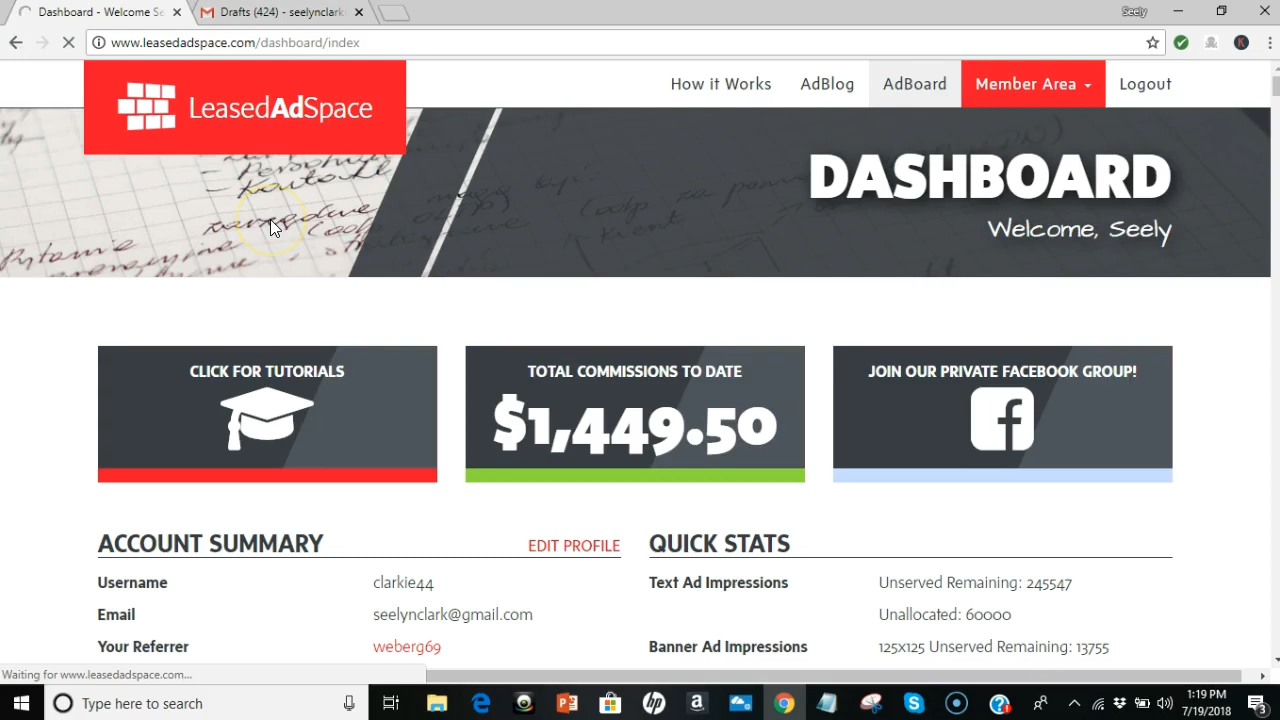 Dashboard - Welcome Se
Drafts (424) - seelynclark
Seely
www.leasedadspace.com/dashboard/index
LeasedAdSpace
How it Works
AdBlog
AdBoard
Member Area
Logout
DASHBOARD
Welcome, Seely
CLICK FOR TUTORIALS
TOTAL COMMISSIONS TO DATE
$1,449.50
JOIN OUR PRIVATE FACEBOOK GROUP!
ACCOUNT SUMMARY
EDIT PROFILE
Username clarkie44
Email seelynclark@gmail.com
Your Referrer weberg69
QUICK STATS
Text Ad Impressions Unserved Remaining: 245547
Unallocated: 60000
Banner Ad Impressions 125x125 Unserved Remaining: 13755
Waiting for www.leasedadspace.com...
Type here to search
1:19 PM
7/19/2018